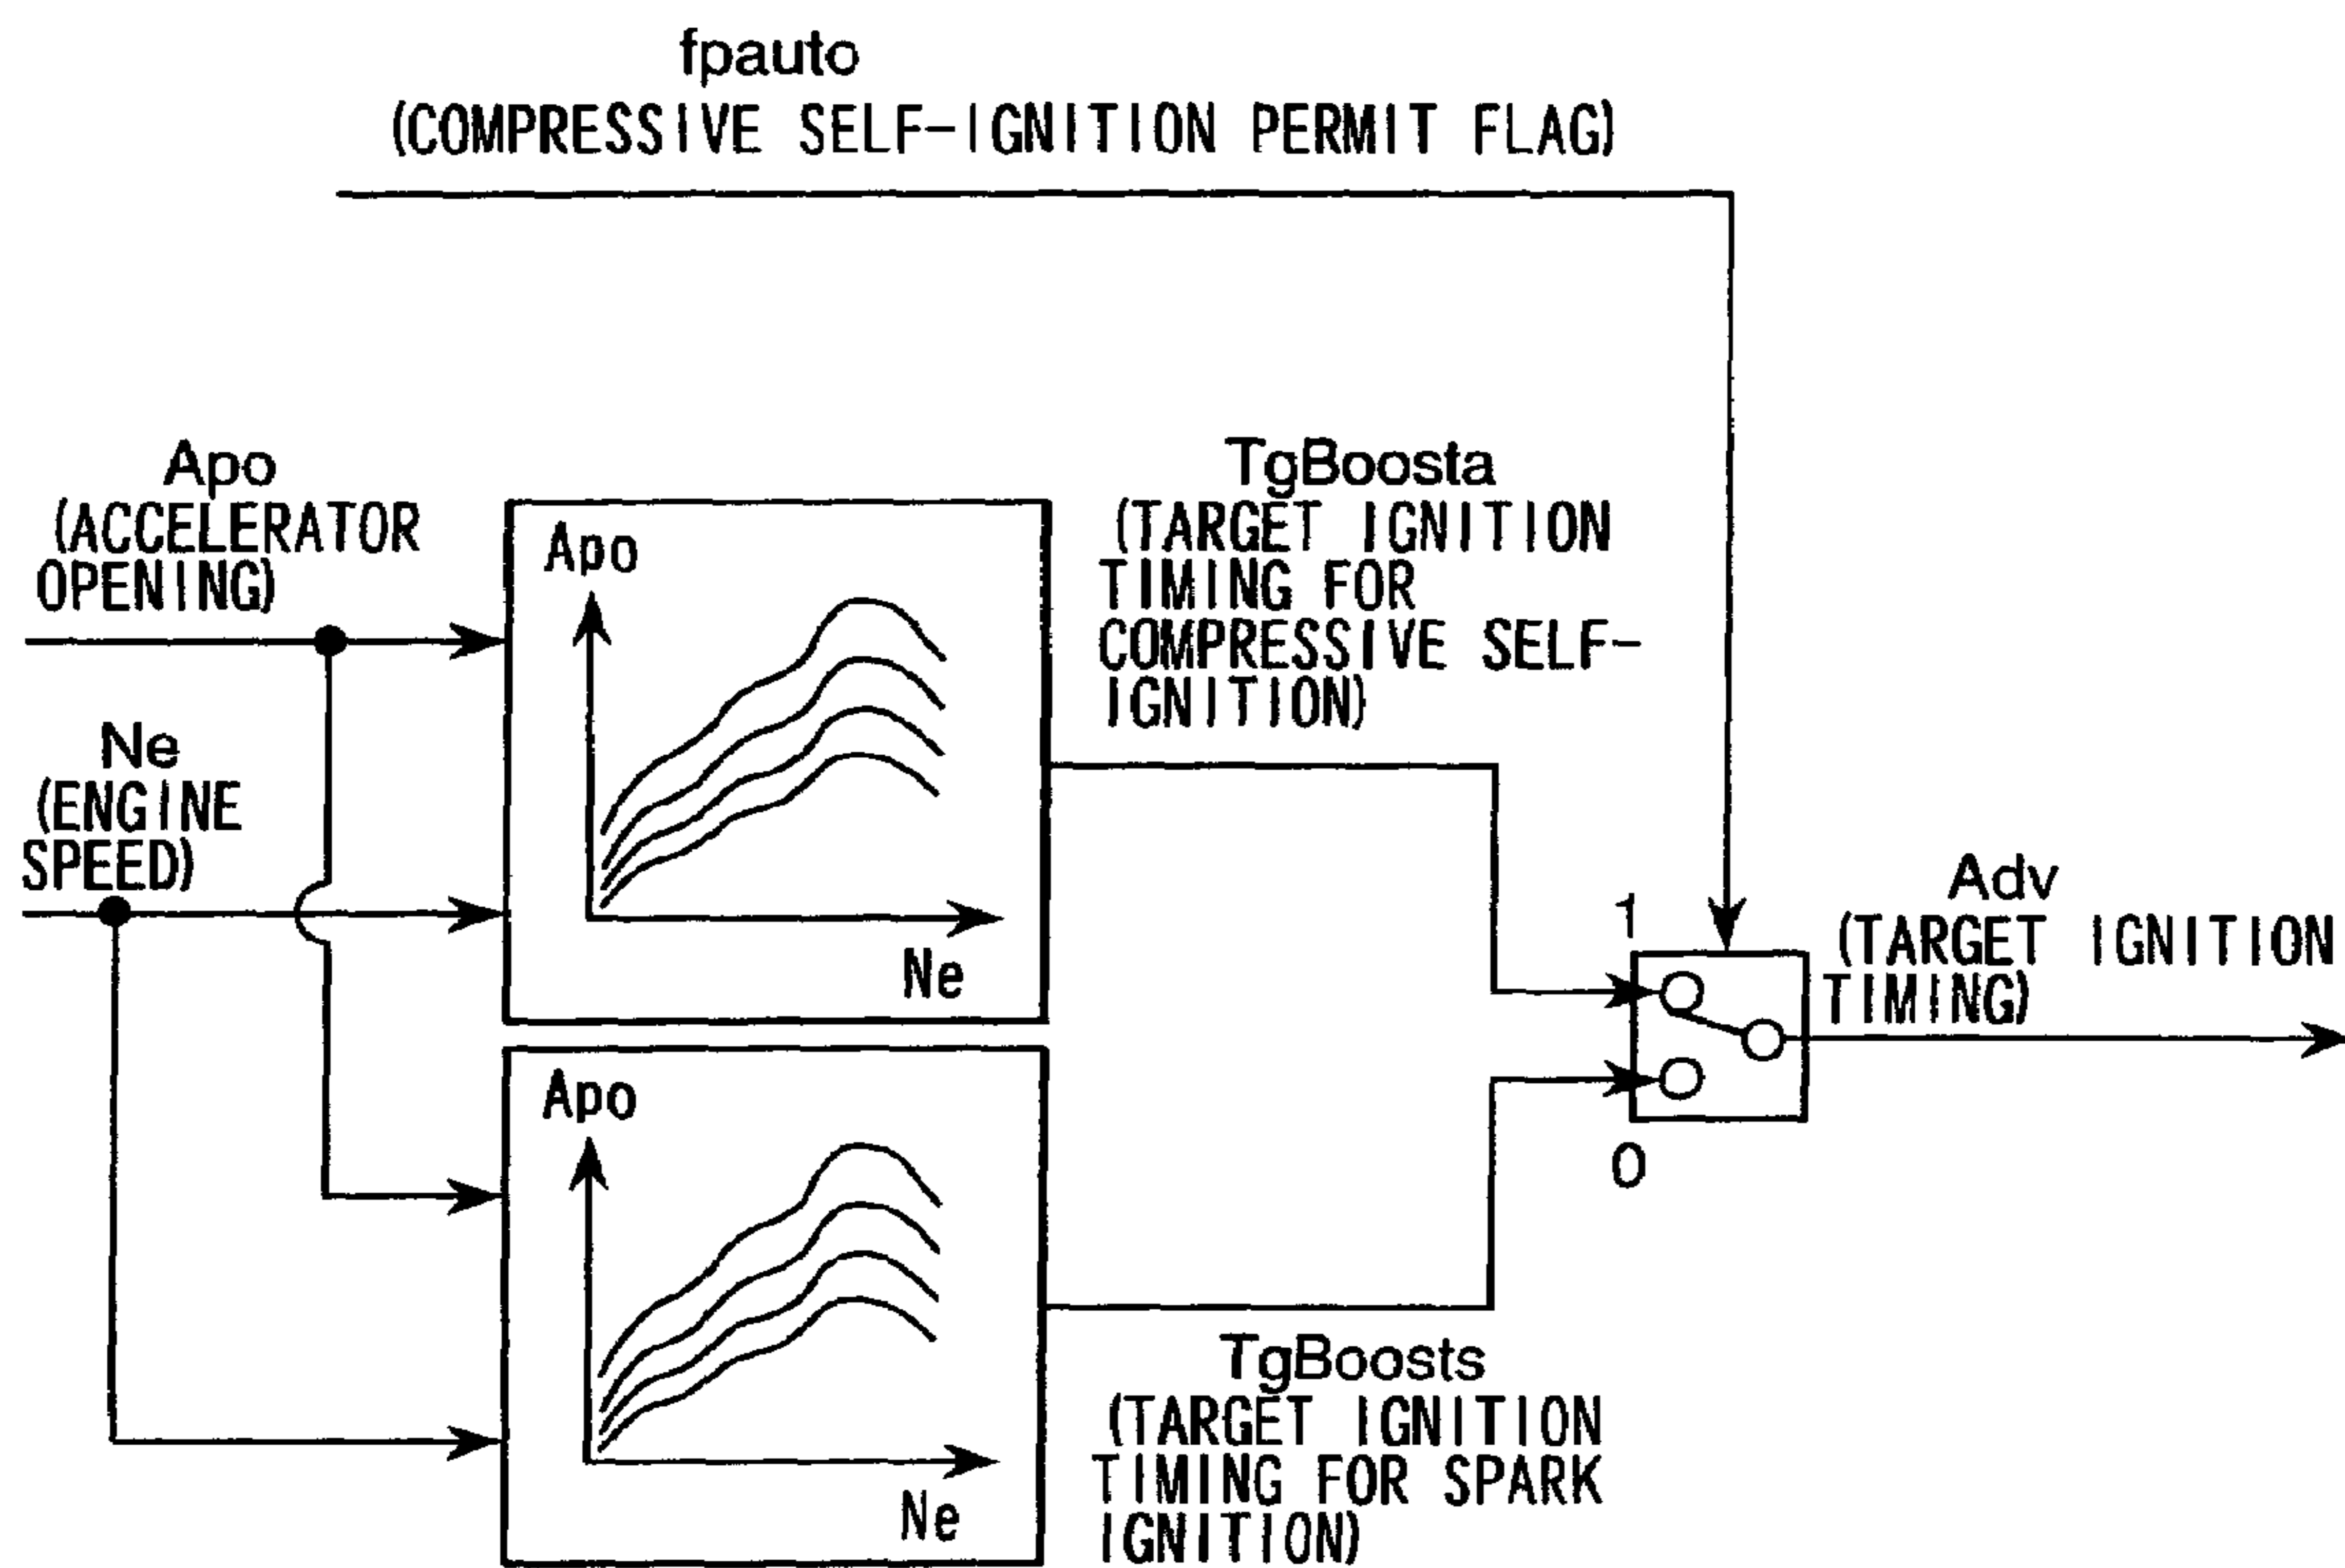 fpauto
(COMPRESSIVE SELF-IGNITION PERMIT FLAG)
Apo
(ACCELERATOR
OPENING)
Ne
(ENGINE
SPEED)
Apo
Ne
TgBoosta
(TARGET IGNITION
TIMING FOR
COMPRESSIVE SELF-
IGNITION)
1
0
Adv
(TARGET IGNITION
TIMING)
Apo
Ne
TgBoosts
(TARGET IGNITION
TIMING FOR SPARK
IGNITION)